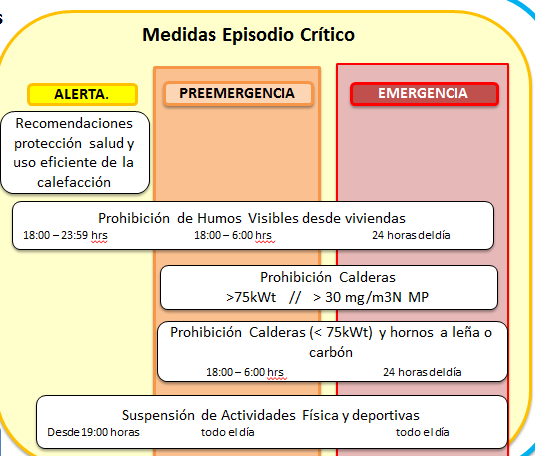 s
Medidas Episodio Crítico
ALERTA.
PREEMERGENCIA
EMERGENCIA
Recomendaciones
protección salud y
uso eficiente de la
calefacción
Prohibición de Humos Visibles desde viviendas
18:00 – 23:59 hrs 18:00 – 6:00 hrs 24 horas del día
Prohibición Calderas
>75kWt // > 30 mg/m3N MP
Prohibición Calderas (< 75kWt) y hornos a leña o
carbón
18:00 – 6:00 hrs 24 horas del día
Suspensión de Actividades Física y deportivas
Desde 19:00 horas todo el día todo el día